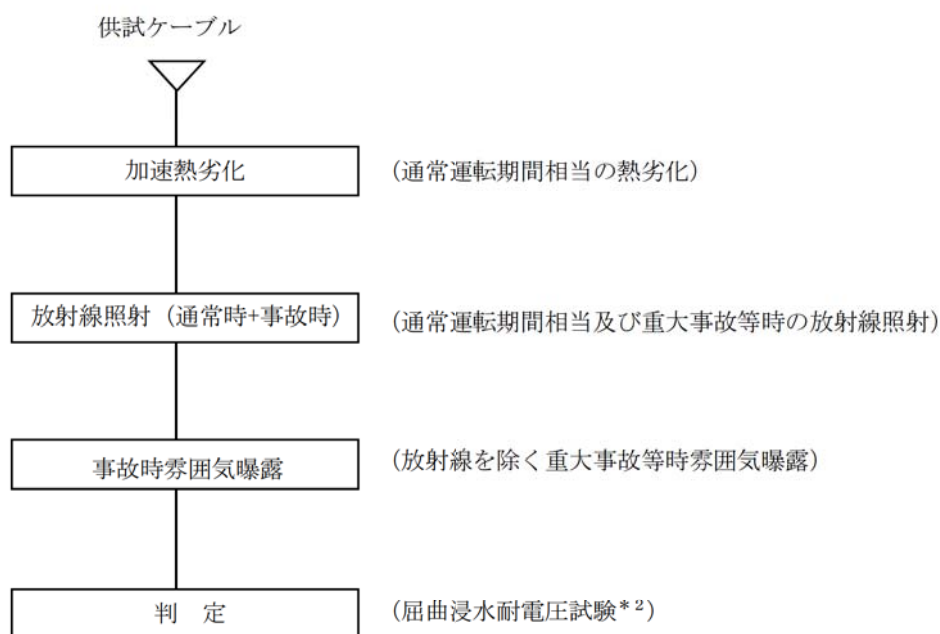 供試ケーブル
加速熱劣化
(通常運転期間相当の熱劣化)
放射線照射（通常時+事故時）
(通常運転期間相当及び重大事故等時の放射線照射)
事故時雰囲気曝露
(放射線を除く重大事故等時雰囲気曝露)
判　定
(屈曲浸水耐電圧試験*2)